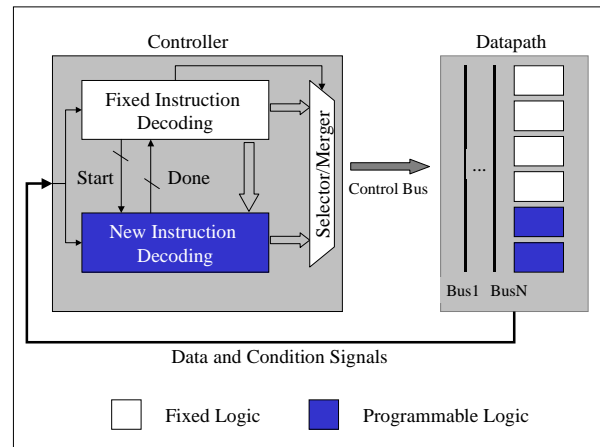 Controller
Datapath
Fixed Instruction
Decoding
Start
Done
New Instruction
Decoding
Selector/Merger
Control Bus
...
Bus1
BusN
Data and Condition Signals
Fixed Logic
Programmable Logic